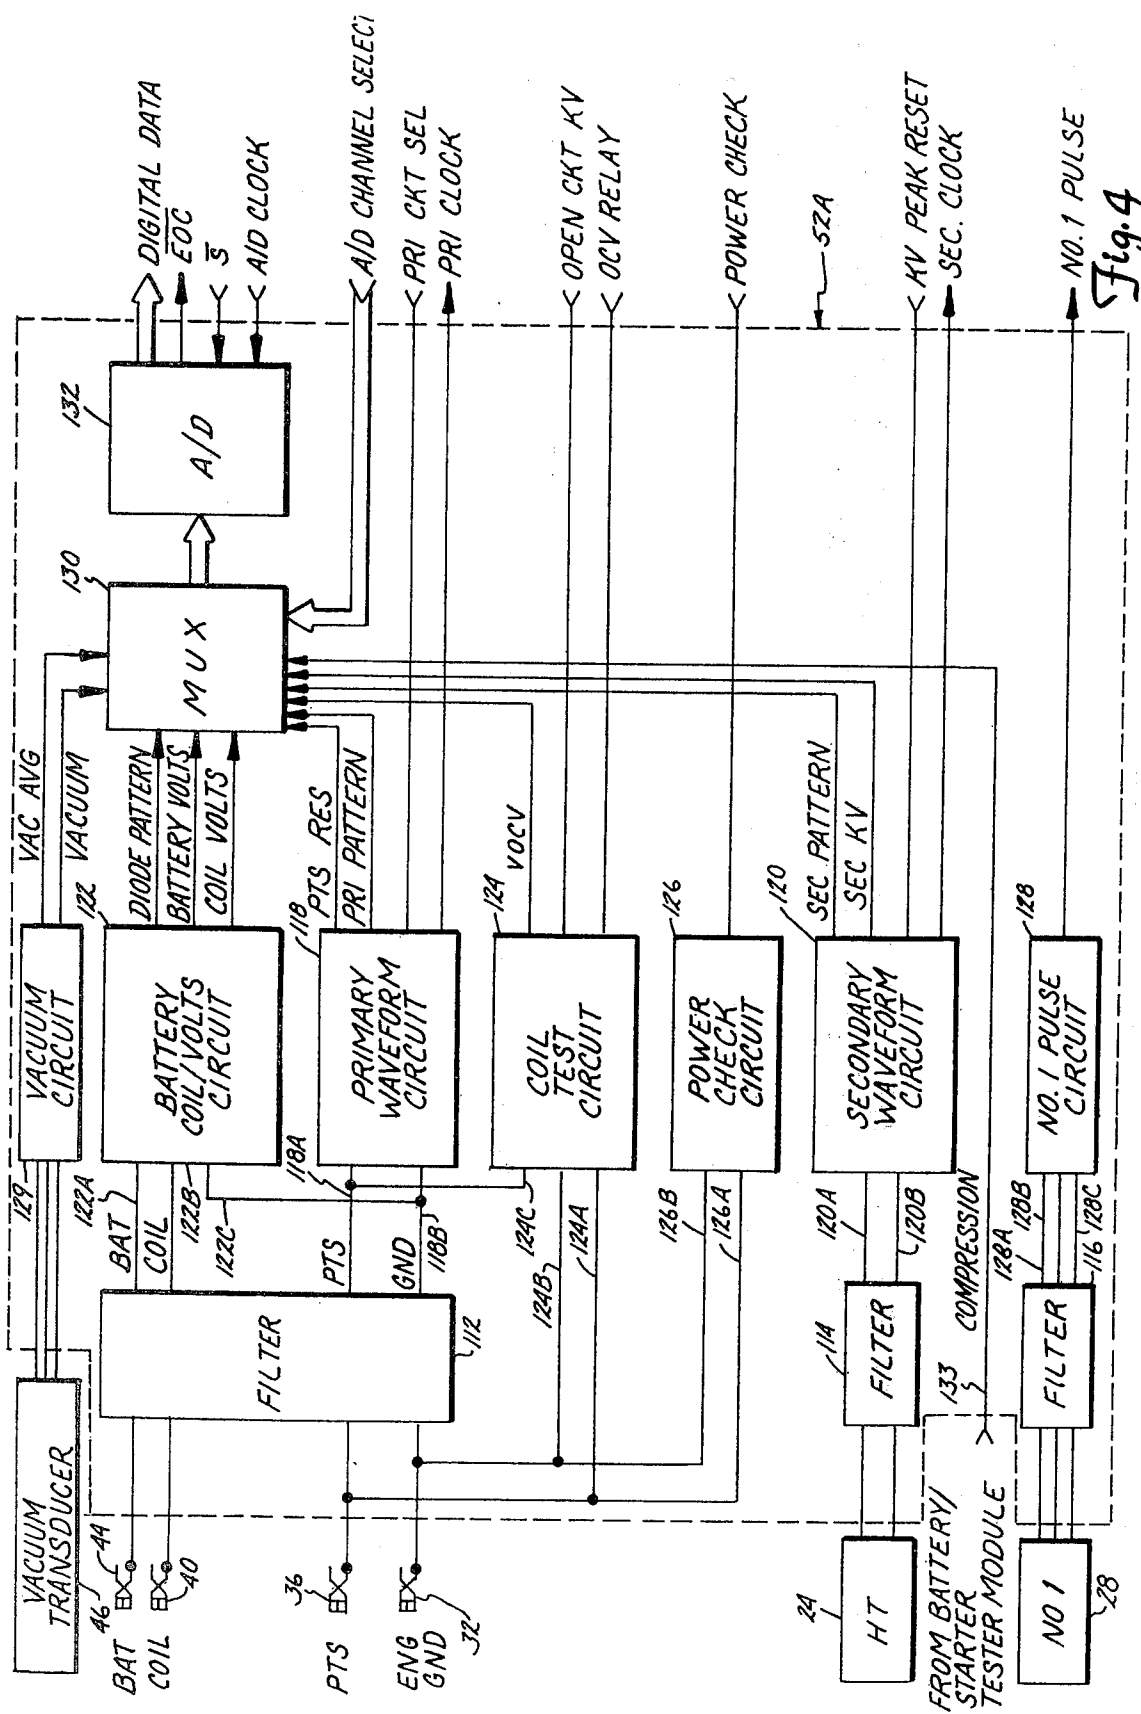 VACUUM
TRANSDUCER
46
BAT
44
COIL
40
PTS
36
ENG
GND
32
HT
24
FROM BATTERY/
STARTER
TESTER MODULE
NO 1
28
FILTER
112
FILTER
114
133
COMPRESSION
FILTER
116
129
122A
BAT
COIL
122B
122C
118A
PTS
GND
118B
124C
124B
124A
126B
126A
120A
120B
128A
128B
128C
VACUUM
CIRCUIT
BATTERY
COIL/VOLTS
CIRCUIT
122
PRIMARY
WAVEFORM
CIRCUIT
118
COIL
TEST
CIRCUIT
124
POWER
CHECK
CIRCUIT
126
SECONDARY
WAVEFORM
CIRCUIT
120
NO. 1 PULSE
CIRCUIT
128
VAC AVG
VACUUM
DIODE PATTERN
BATTERY VOLTS
COIL VOLTS
PTS RES
PRI PATTERN
VOCV
SEC PATTERN
SEC KV
MUX
130
A/D
132
DIGITAL DATA
EOC
S
A/D CLOCK
A/D CHANNEL SELECT
PRI CKT SEL
PRI CLOCK
OPEN CKT KV
OCV RELAY
POWER CHECK
52A
KV PEAK RESET
SEC. CLOCK
NO. 1 PULSE
Fig. 4